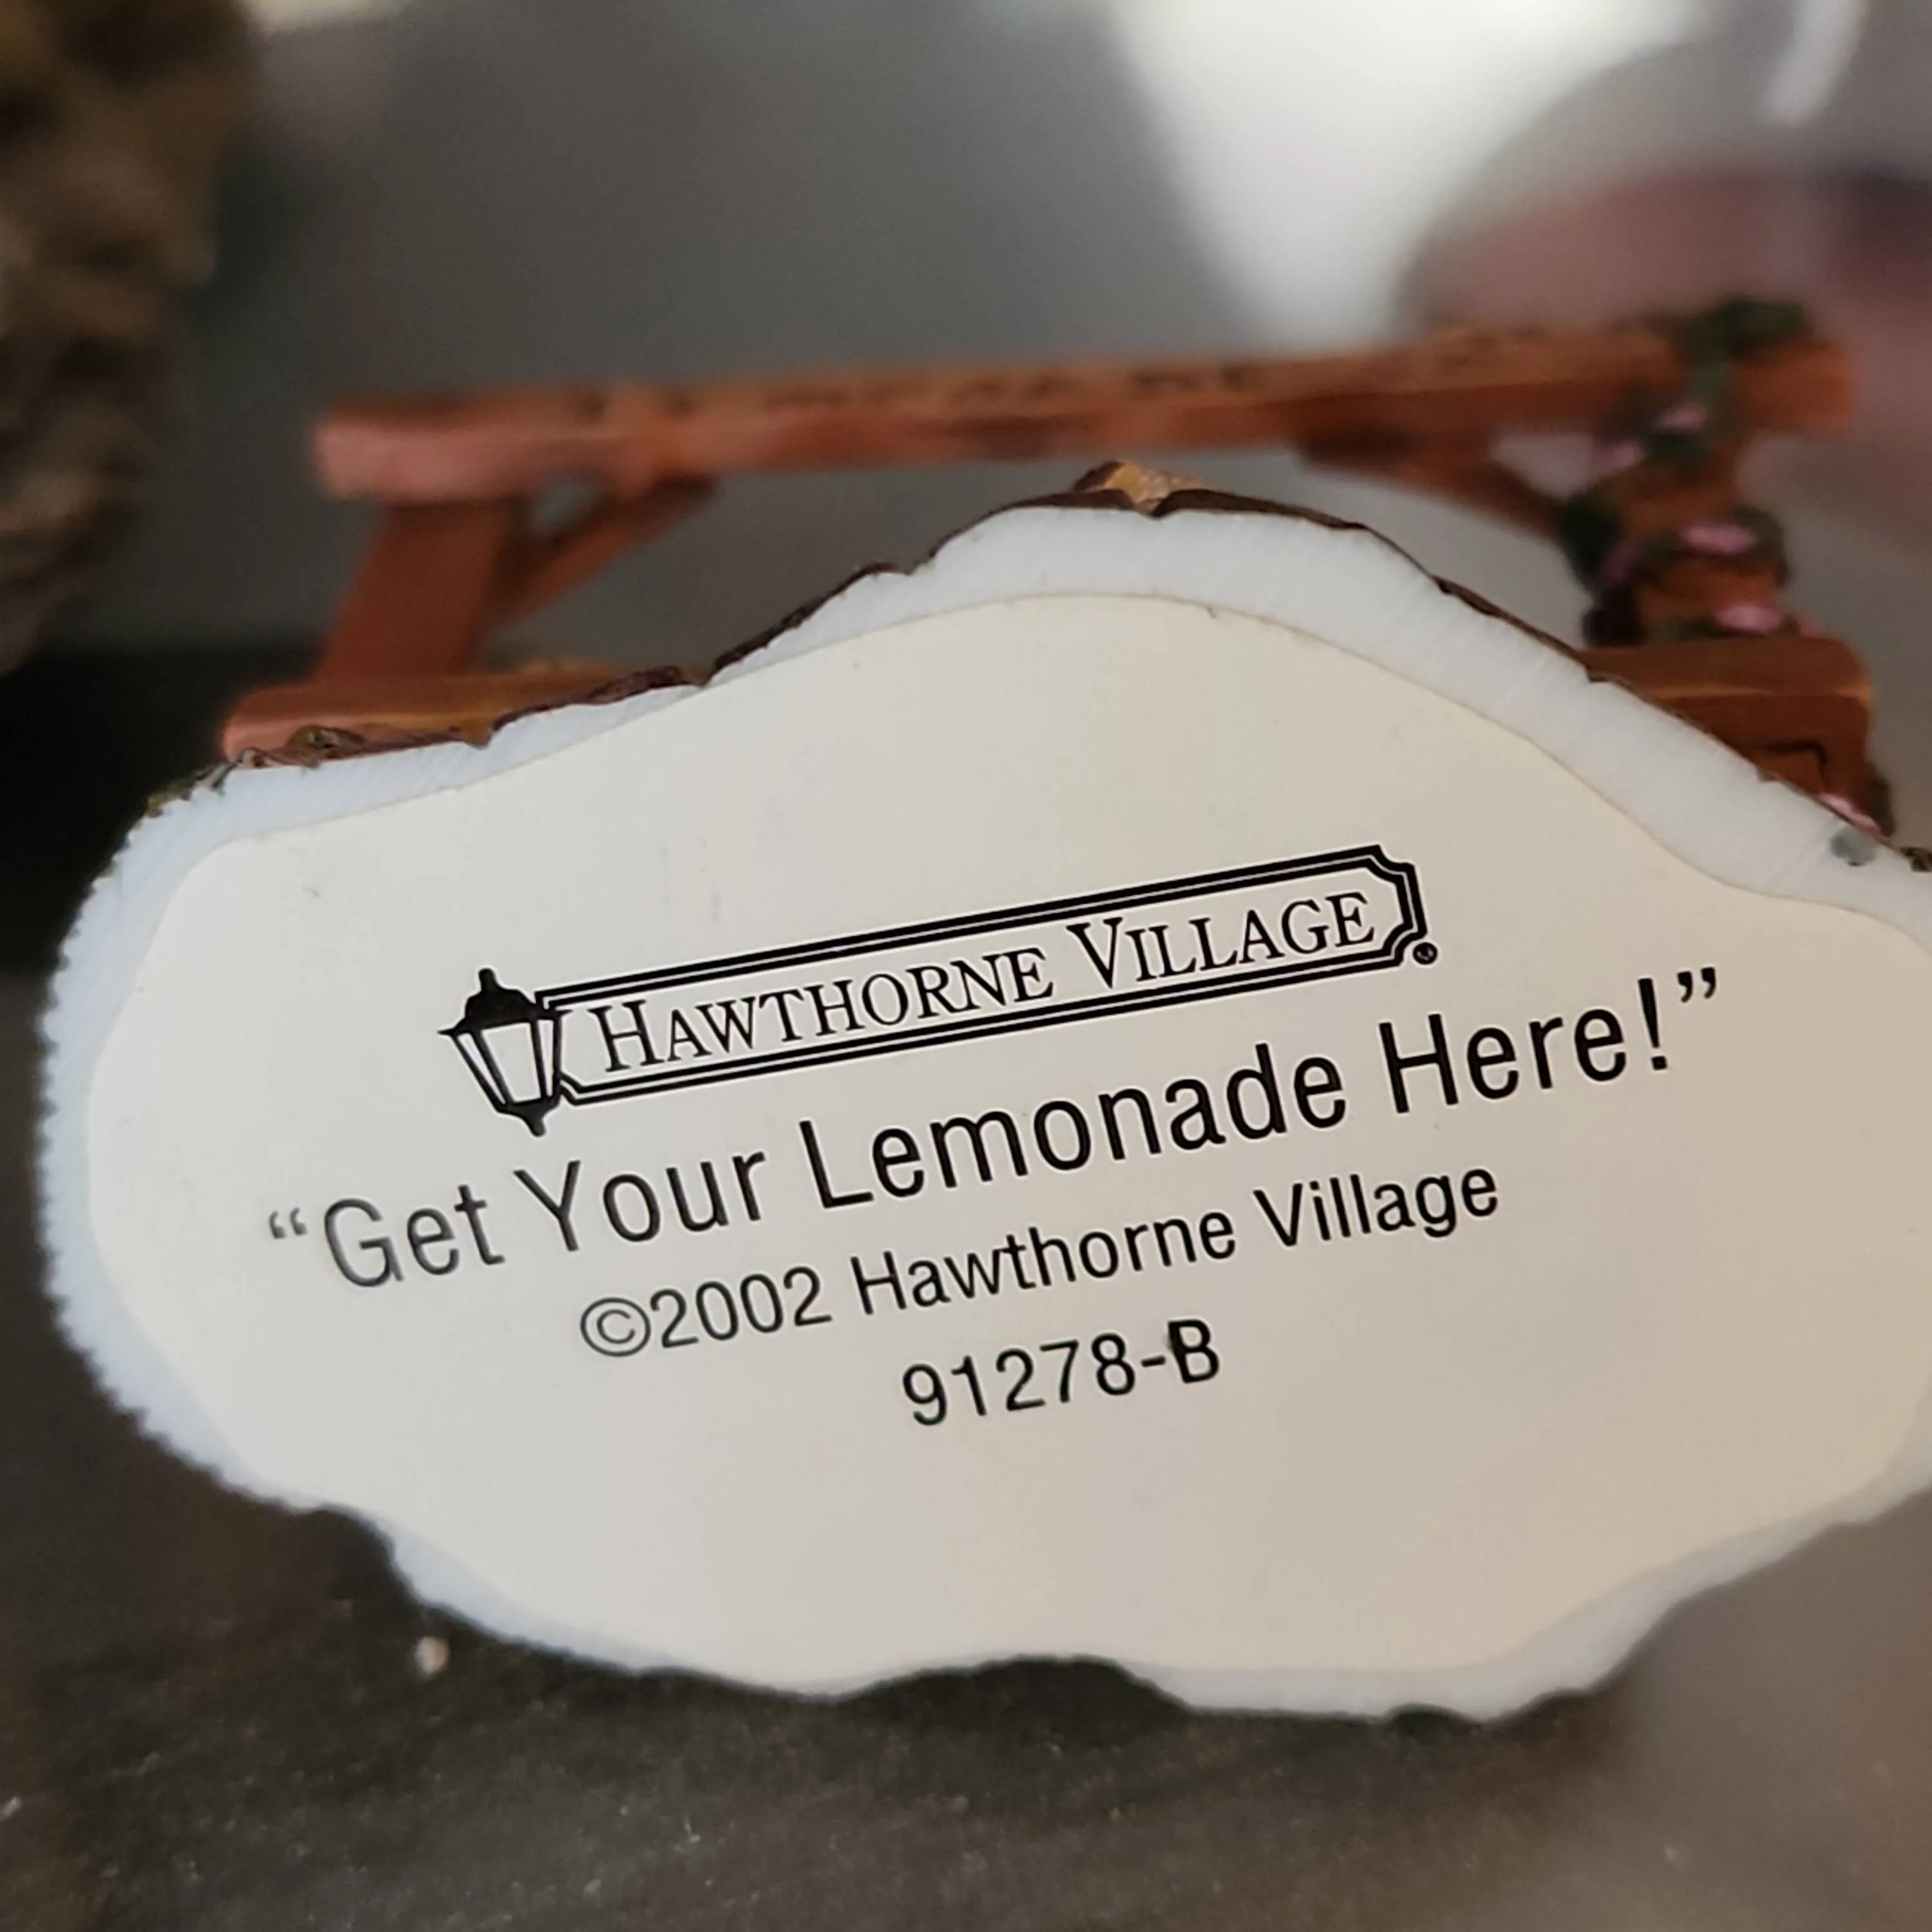 HAWTHORNE VILLAGE®
“Get Your Lemonade Here!”
©2002 Hawthorne Village
91278-B